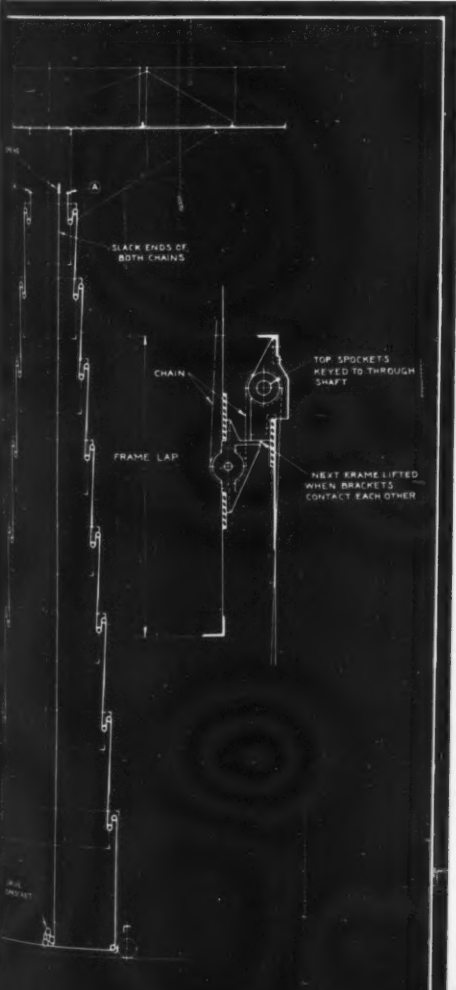 A
SLACK ENDS OF
BOTH CHAINS
CHAIN
TOP SPOCKETS
KEYED TO THROUGH
SHAFT
FRAME LAP
NEXT FRAME LIFTED
WHEN BRACKETS
CONTACT EACH OTHER